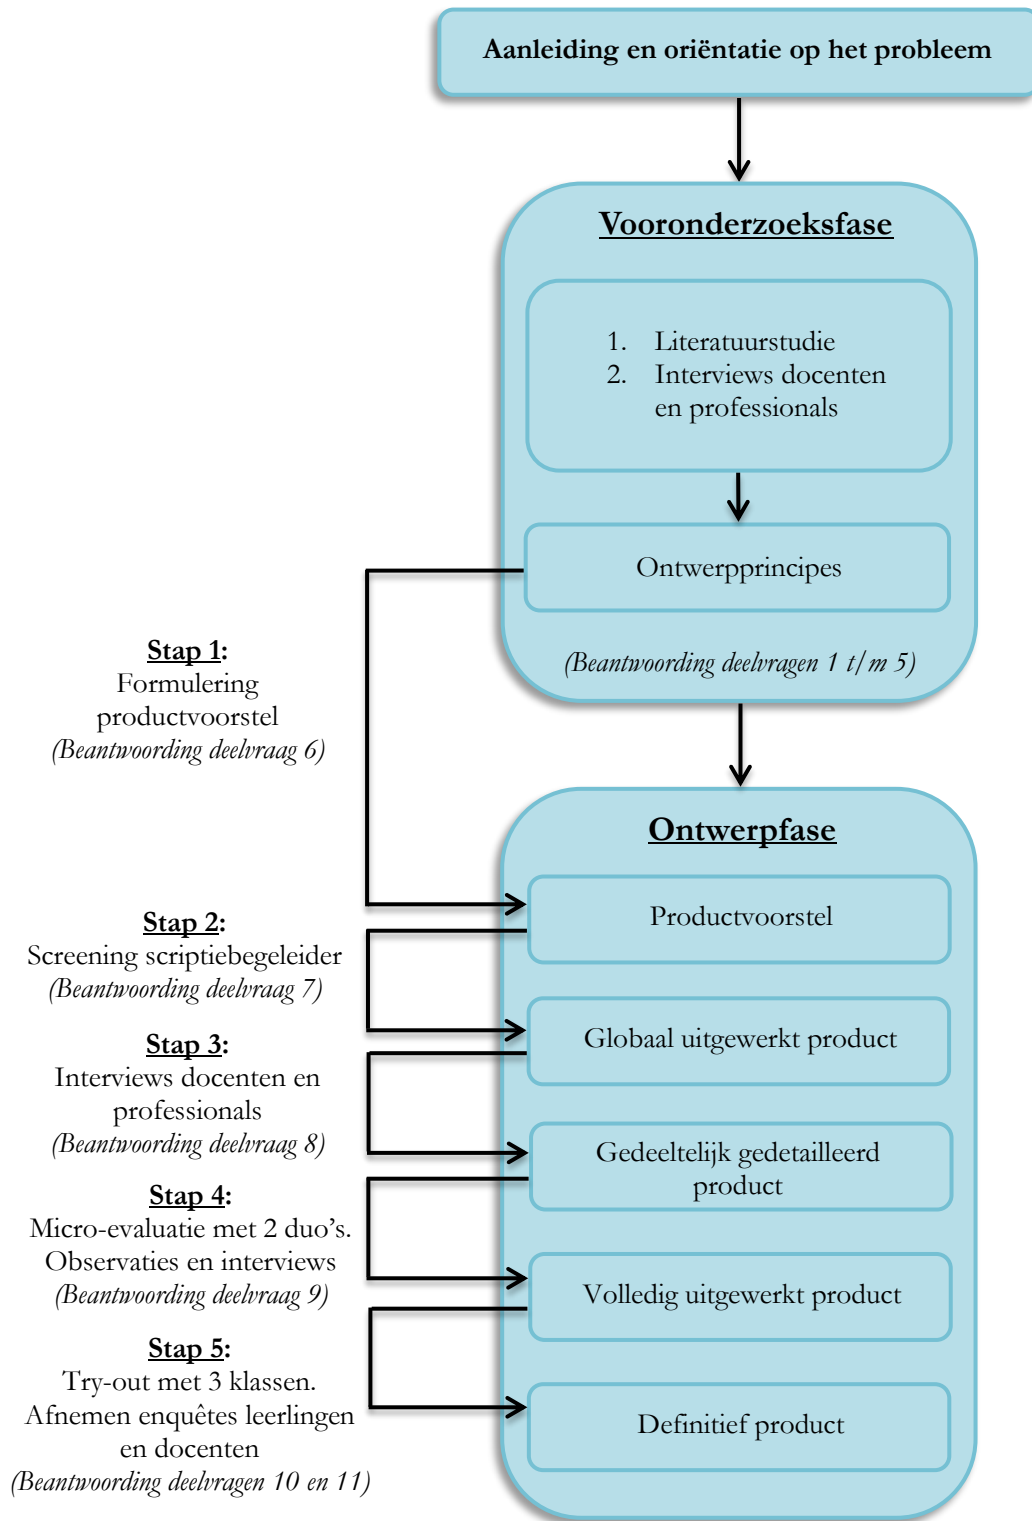 Aanleiding en oriëntatie op het probleem
Vooronderzoeksfase
1. Literatuurstudie
2. Interviews docenten
en professionals
Ontwerpprincipes
(Beantwoording deelvragen 1 t/m 5)
Stap 1:
Formulering
productvoorstel
(Beantwoording deelvraag 6)
Ontwerpfase
Productvoorstel
Stap 2:
Screening scriptiebegeleider
(Beantwoording deelvraag 7)
Globaal uitgewerkt product
Stap 3:
Interviews docenten en
professionals
(Beantwoording deelvraag 8)
Gedeeltelijk gedetailleerd
product
Stap 4:
Micro-evaluatie met 2 duo’s.
Observaties en interviews
(Beantwoording deelvraag 9)
Volledig uitgewerkt product
Stap 5:
Try-out met 3 klassen.
Afnemen enquêtes leerlingen
en docenten
(Beantwoording deelvragen 10 en 11)
Definitief product